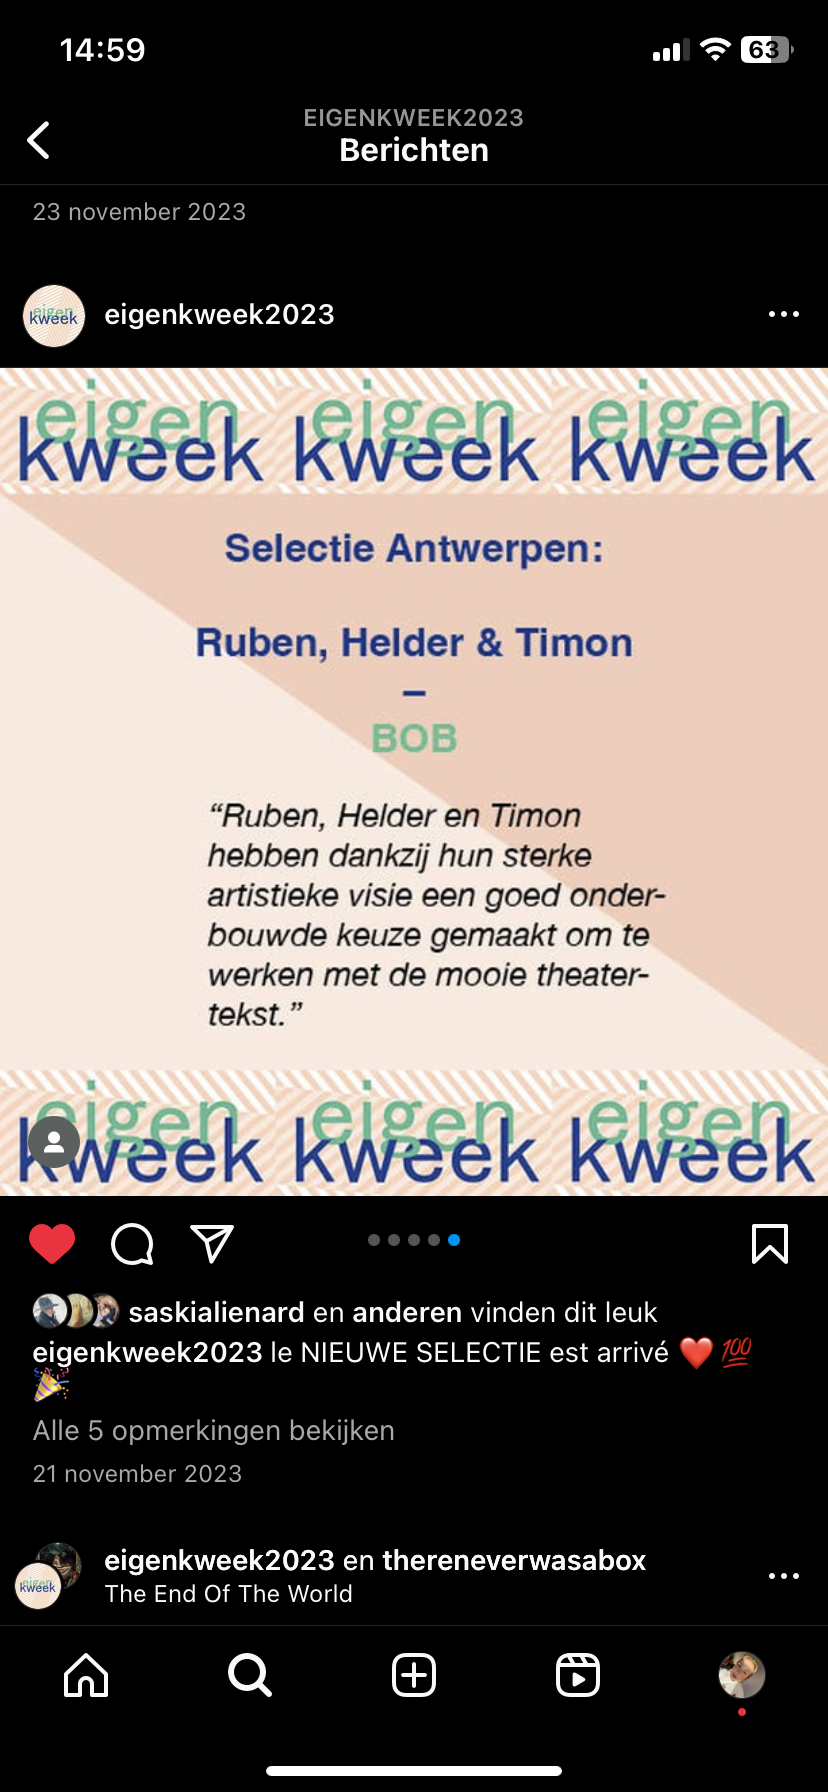 14:59
63
EIGENKWEEK2023
Berichten
23 november 2023
eigen kweek
eigenkweek2023
eigen eigen eigen
kweek kweek kweek
Selectie Antwerpen:
Ruben, Helder & Timon
–
BOB
“Ruben, Helder en Timon
hebben dankzij hun sterke
artistieke visie een goed onder-
bouwde keuze gemaakt om te
werken met de mooie theater-
tekst.”
eigen eigen eigen
kweek kweek kweek
saskialienard en anderen vinden dit leuk
eigenkweek2023 le NIEUWE SELECTIE est arrivé ❤️ 💯
🎉
Alle 5 opmerkingen bekijken
21 november 2023
eigenkweek2023 en thereneverwasabox
eigen kweek
The End Of The World